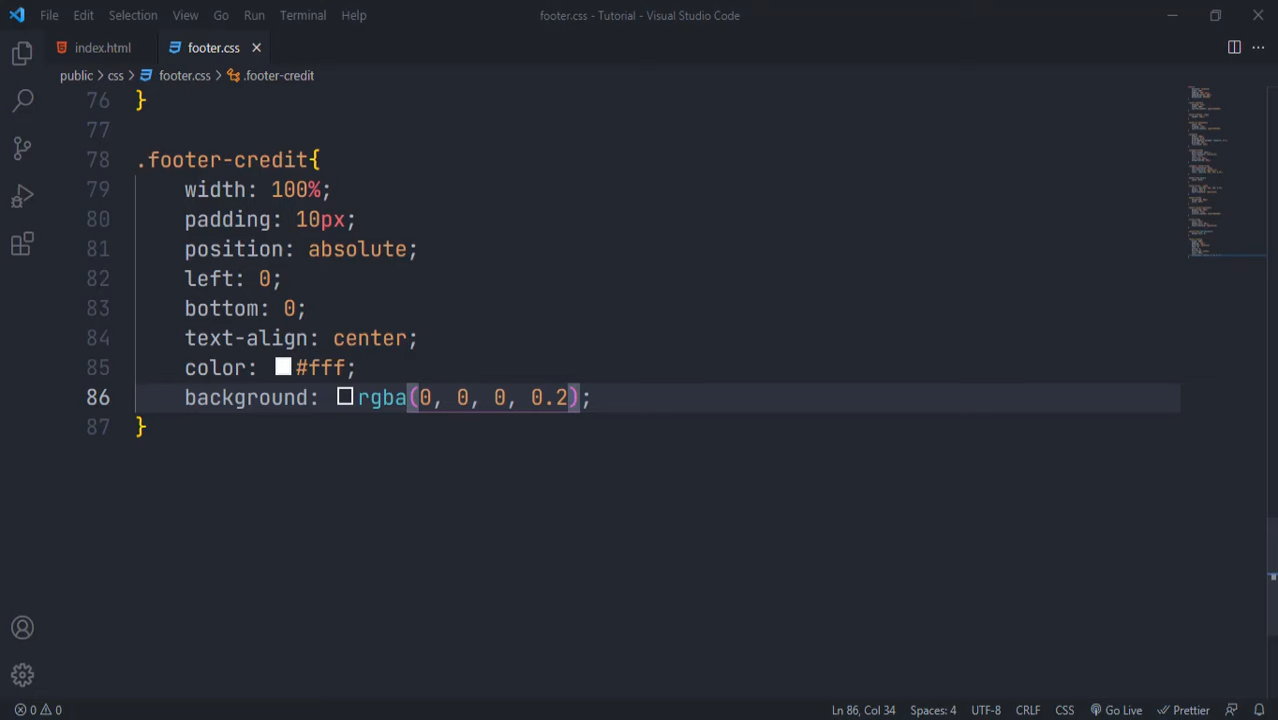 File Edit Selection View Go Run Terminal Help footer.css - Tutorial - Visual Studio Code
index.html footer.css
public > css > footer.css > .footer-credit
76 }
77
78 .footer-credit{
79 width: 100%;
80 padding: 10px;
81 position: absolute;
82 left: 0;
83 bottom: 0;
84 text-align: center;
85 color: #fff;
86 background: rgba(0, 0, 0, 0.2);
87 }
0 0 Ln 86, Col 34 Spaces: 4 UTF-8 CRLF CSS Go Live Prettier